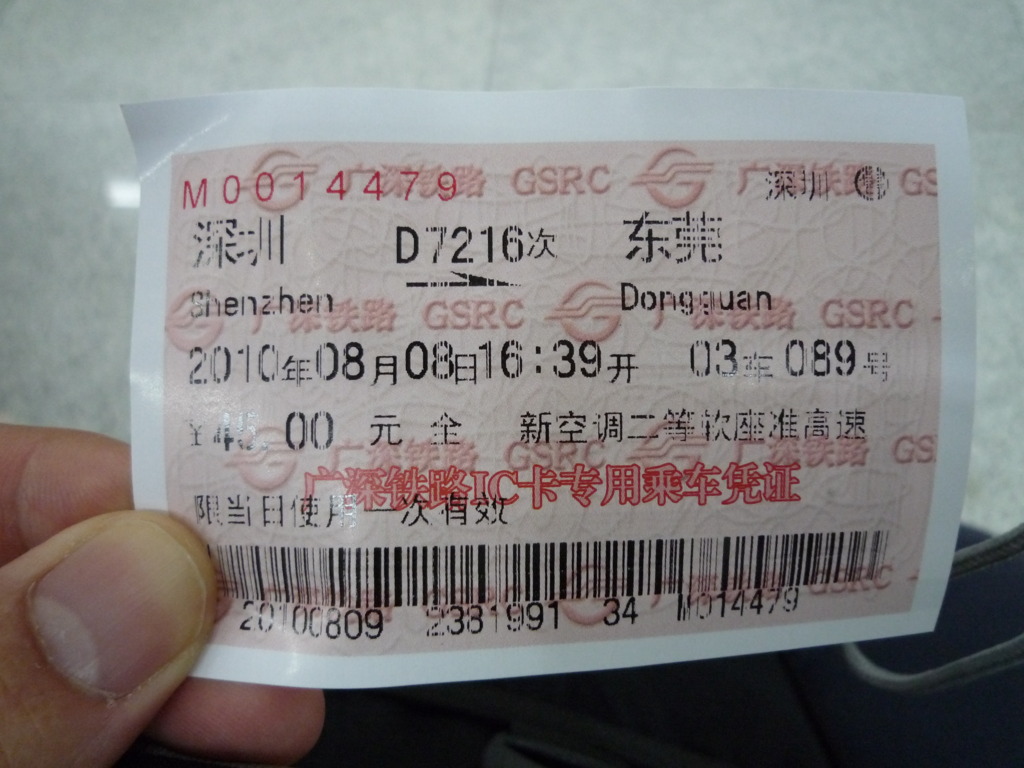 M0014479 深圳
深圳 D7216次 东莞
Shenzhen Dongguan
2010年08月08日16:39开 03车089号
¥45.00元 全 新空调二等软座准高速
广深铁路IC卡专用乘车凭证
限当日使用一次有效
20100809 2381991 34 M014479
广深铁路 GSRC